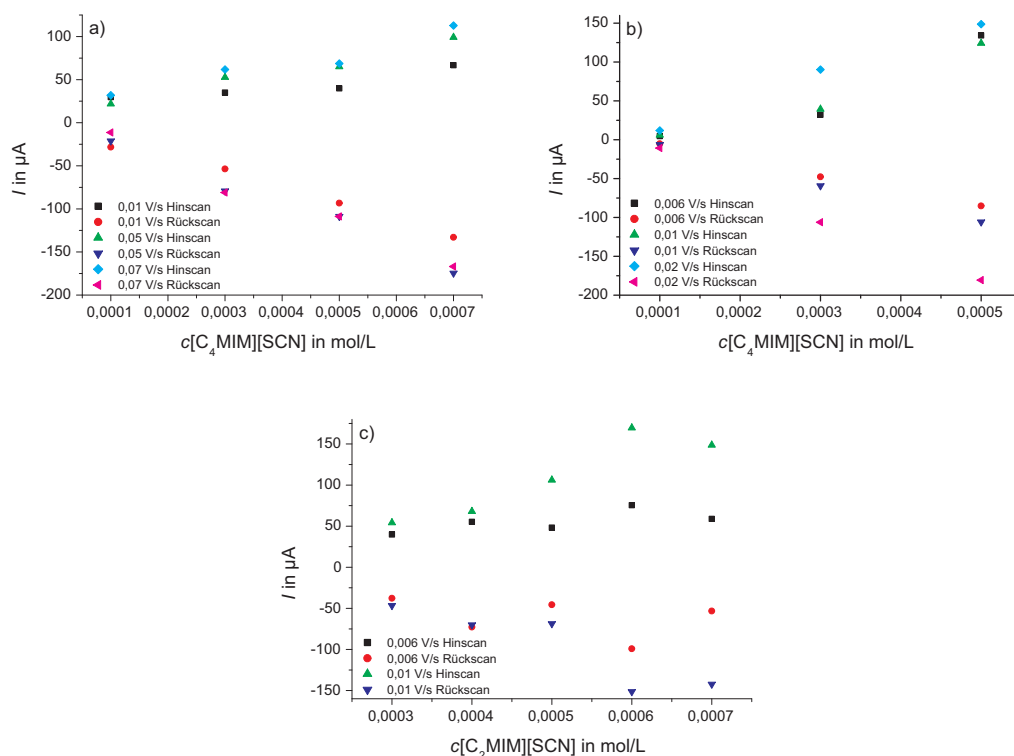 a)
I in µA
100
50
0
-50
-100
-150
-200
0,01 V/s Hinscan
0,01 V/s Rückscan
0,05 V/s Hinscan
0,05 V/s Rückscan
0,07 V/s Hinscan
0,07 V/s Rückscan
0,0001 0,0002 0,0003 0,0004 0,0005 0,0006 0,0007
c[C₄MIM][SCN] in mol/L
b)
I in µA
150
100
50
0
-50
-100
-150
-200
0,006 V/s Hinscan
0,006 V/s Rückscan
0,01 V/s Hinscan
0,01 V/s Rückscan
0,02 V/s Hinscan
0,02 V/s Rückscan
0,0001 0,0002 0,0003 0,0004 0,0005
c[C₄MIM][SCN] in mol/L
c)
I in µA
150
100
50
0
-50
-100
-150
0,006 V/s Hinscan
0,006 V/s Rückscan
0,01 V/s Hinscan
0,01 V/s Rückscan
0,0003 0,0004 0,0005 0,0006 0,0007
c[C₂MIM][SCN] in mol/L